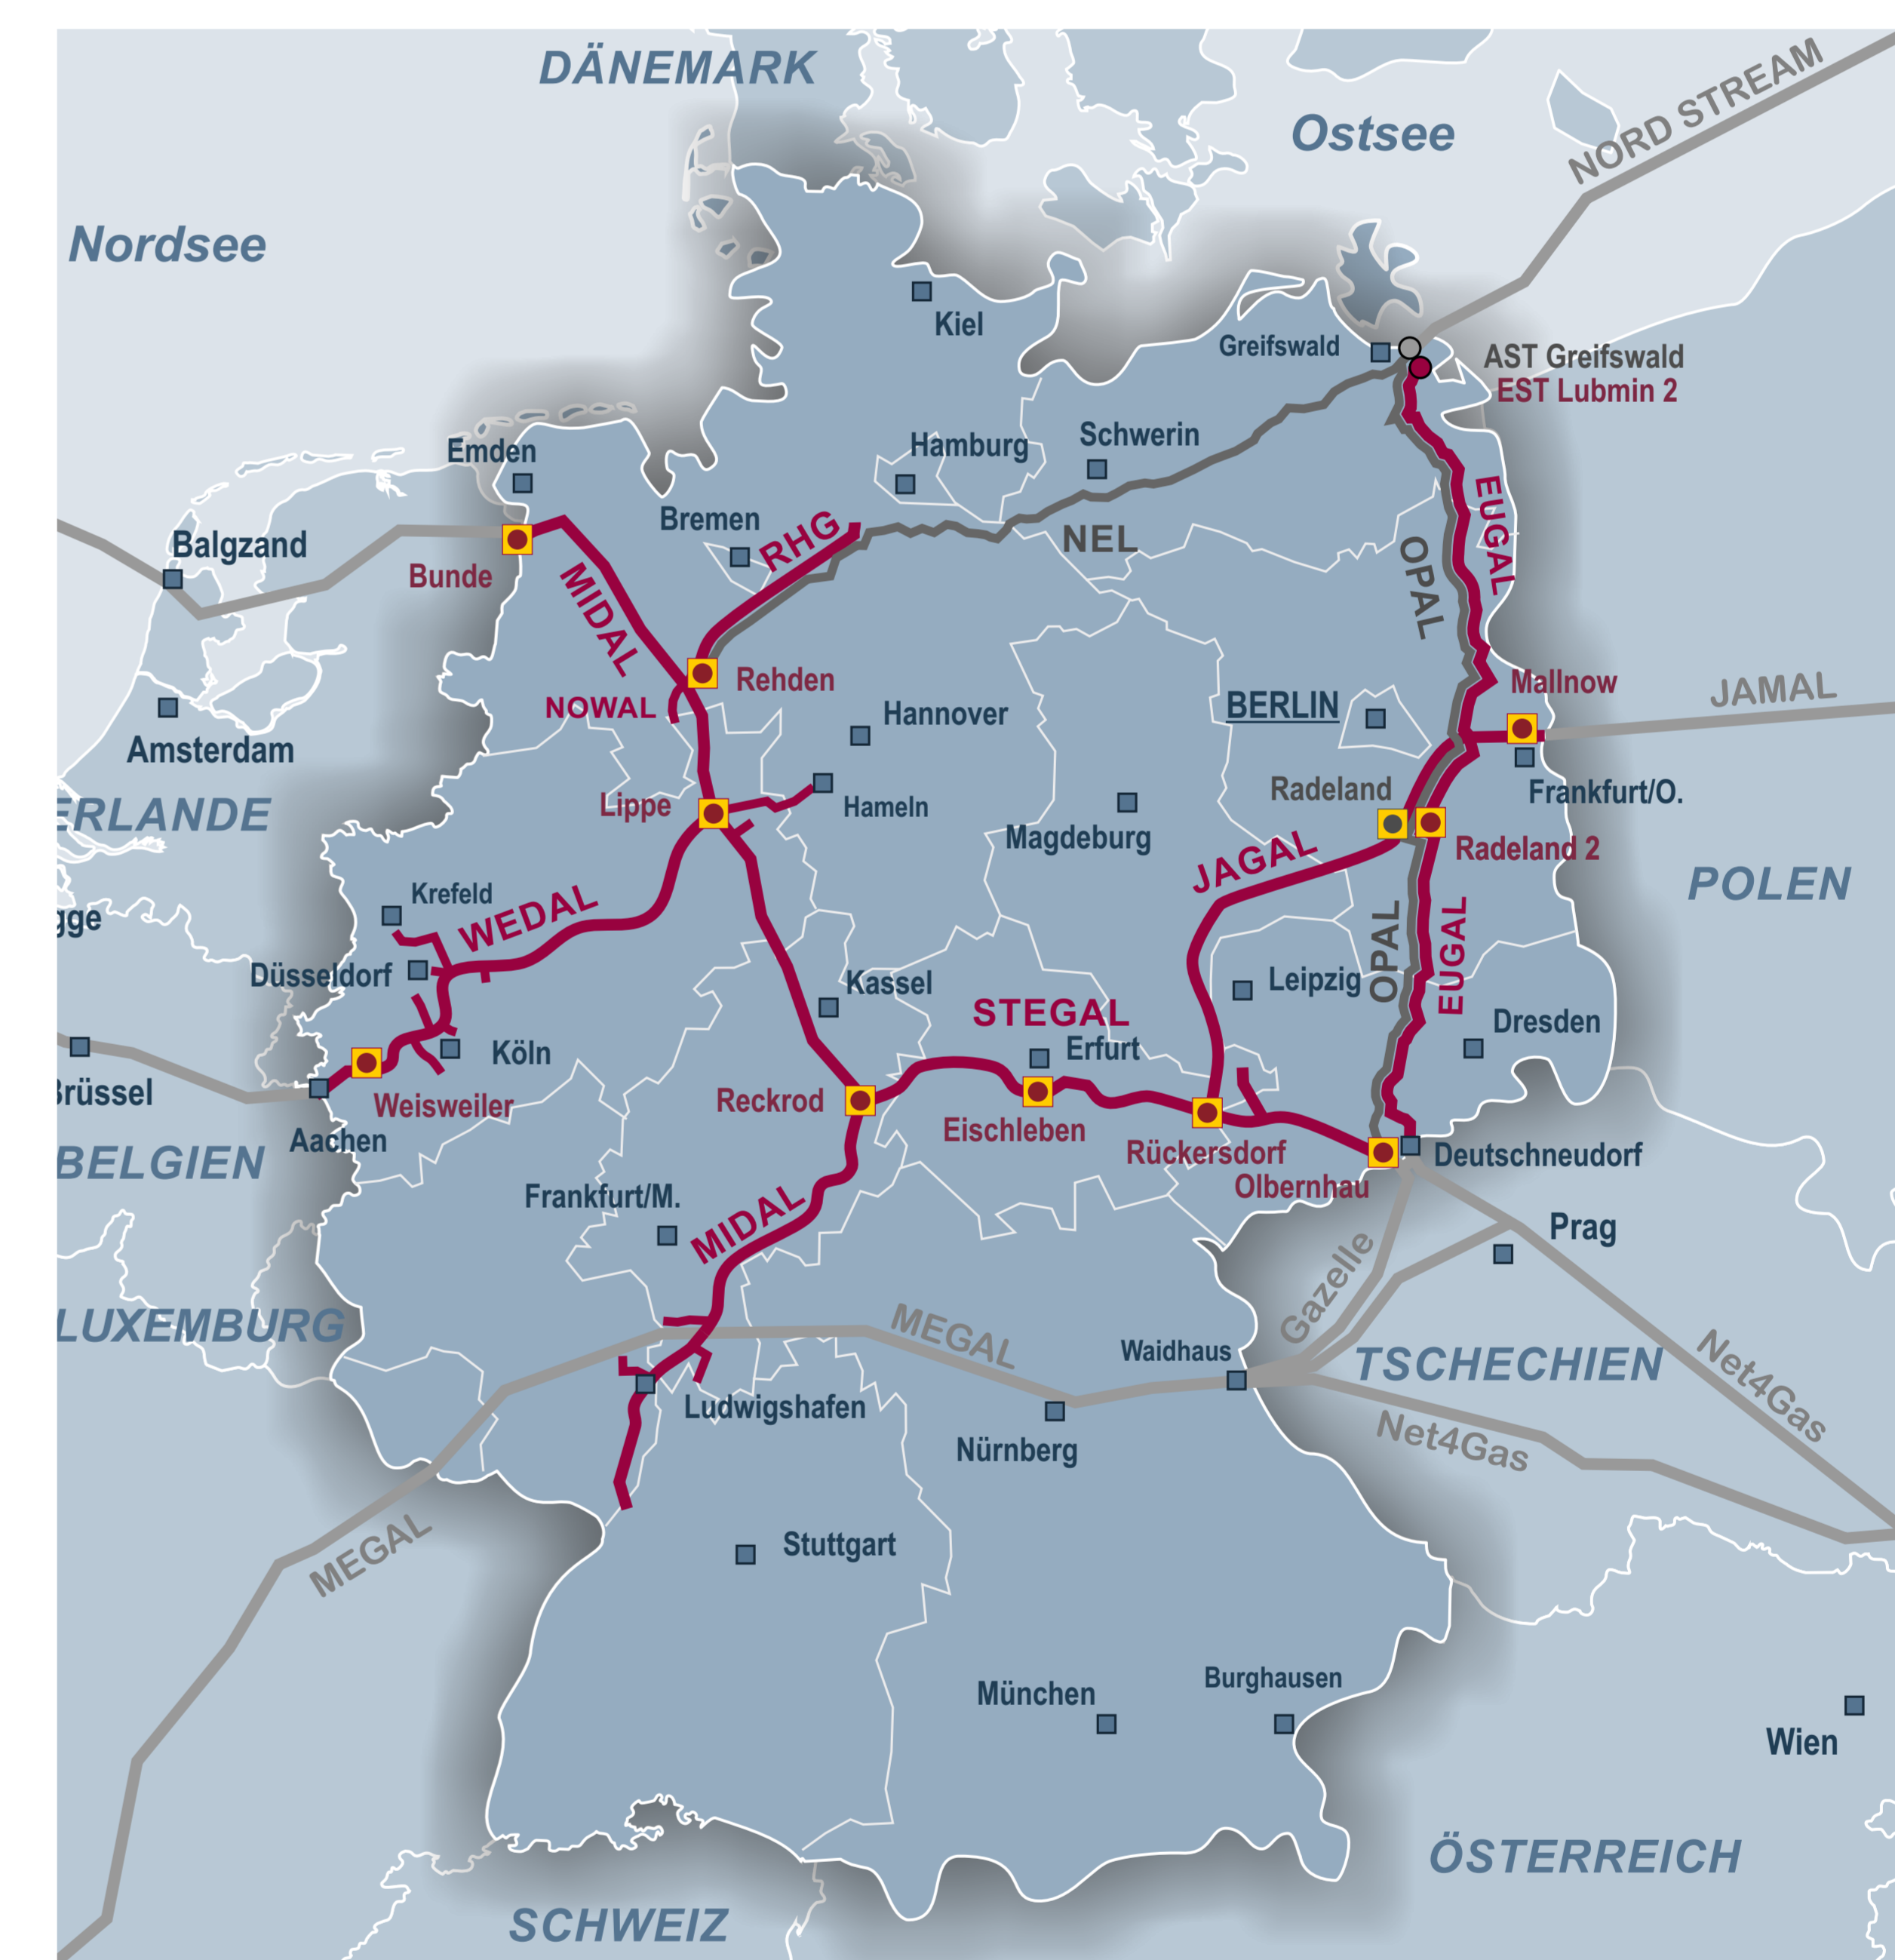 DÄNEMARK
NORD STREAM
Ostsee
Nordsee
Kiel
Greifswald
AST Greifswald
EST Lubmin 2
Emden
Hamburg
Schwerin
Bremen
RHG
EUGAL
Balgzand
NEL
OPAL
Bunde
MIDAL
Rehden
Mallnow
JAMAL
NOWAL
Hannover
BERLIN
Amsterdam
Radeland
Frankfurt/O.
ERLANDE
Lippe
Hameln
Magdeburg
Radeland 2
JAGAL
POLEN
Krefeld
gge
WEDAL
OPAL
EUGAL
Düsseldorf
Kassel
Leipzig
STEGAL
Dresden
Köln
Erfurt
Brüssel
Weisweiler
Reckrod
Eischleben
Aachen
Rückersdorf
Deutschneudorf
BELGIEN
Olbernhau
Frankfurt/M.
MIDAL
Prag
Gazelle
LUXEMBURG
MEGAL
Waidhaus
TSCHECHIEN
Net4Gas
Ludwigshafen
Nürnberg
Net4Gas
MEGAL
Stuttgart
München
Burghausen
Wien
ÖSTERREICH
SCHWEIZ